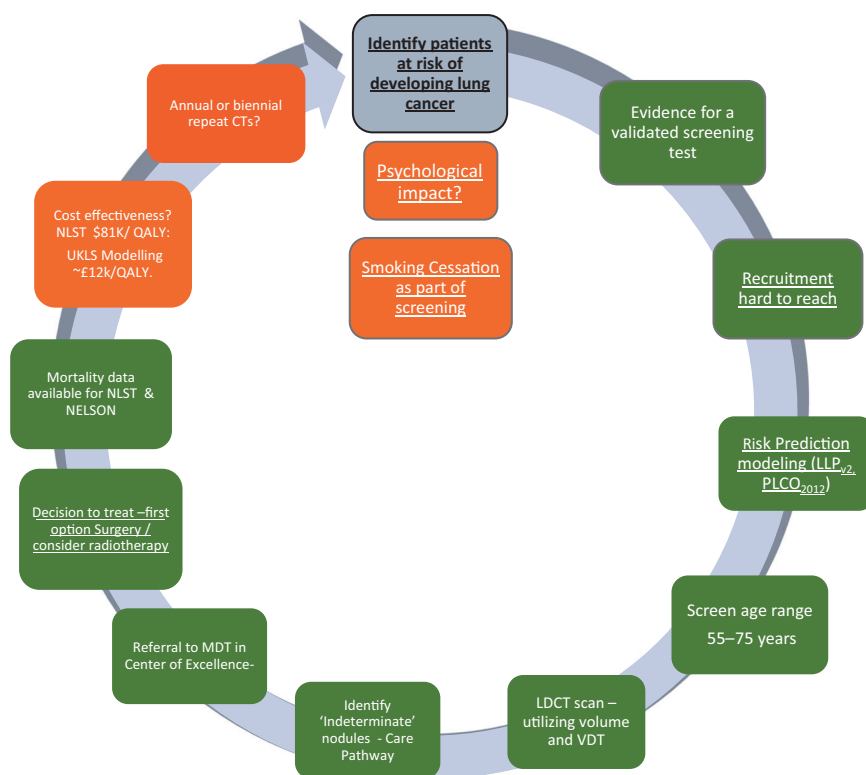 Identify patients
at risk of
developing lung
cancer
Evidence for a
validated screening
test
Recruitment
hard to reach
Risk Prediction
modeling (LLPv2,
PLCO2012)
Screen age range
55–75 years
LDCT scan –
utilizing volume
and VDT
Identify
‘Indeterminate’
nodules - Care
Pathway
Referral to MDT in
Center of Excellence-
Decision to treat –first
option Surgery /
consider radiotherapy
Mortality data
available for NLST &
NELSON
Cost effectiveness?
NLST $81K/ QALY:
UKLS Modelling
~£12k/QALY.
Annual or biennial
repeat CTs?
Psychological
impact?
Smoking Cessation
as part of
screening